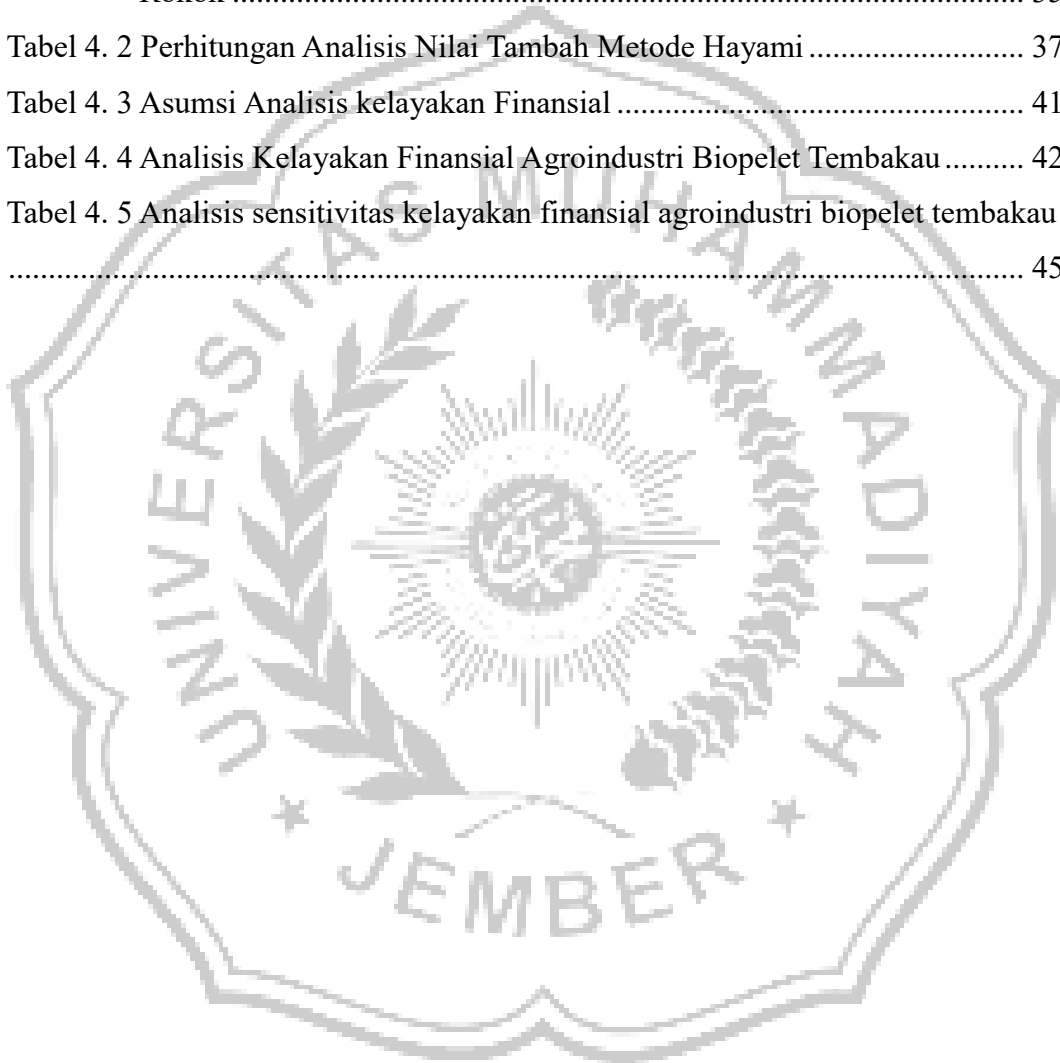 Tabel 4. 2 Perhitungan Analisis Nilai Tambah Metode Hayami ........................... 37
Tabel 4. 3 Asumsi Analisis kelayakan Finansial ................................................... 41
Tabel 4. 4 Analisis Kelayakan Finansial Agroindustri Biopelet Tembakau .......... 42
Tabel 4. 5 Analisis sensitivitas kelayakan finansial agroindustri biopelet tembakau
............................................................................................................................... 45
UNIVERSITAS MUHAMMADIYAH
JEMBER